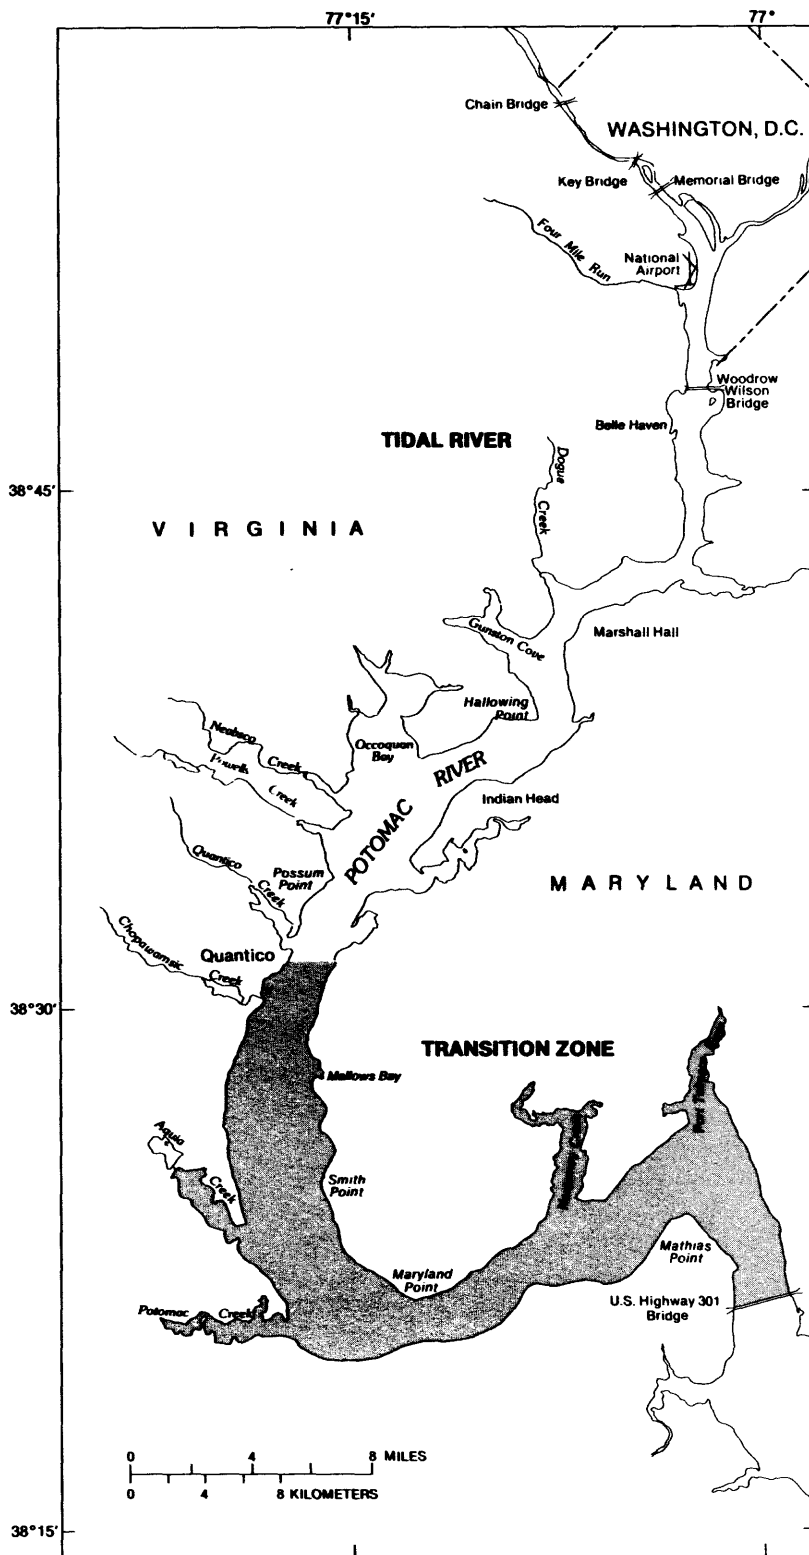 77°15′
77°
Chain Bridge
WASHINGTON, D.C.
Key Bridge
Memorial Bridge
Four Mile Run
National
Airport
Woodrow
Wilson
Bridge
Belle Haven
TIDAL RIVER
Dogue
Creek
38°45′
VIRGINIA
Gunston Cove
Marshall Hall
Hallowing
Point
Neabsco
Creek
Occoquan
Bay
Powells
Creek
POTOMAC RIVER
Indian Head
Quantico
Creek
Possum
Point
MARYLAND
Chopawamsic
Creek
Quantico
38°30′
TRANSITION ZONE
Mallows Bay
Port Tobacco
Aquia
Creek
Smith
Point
Mathias
Point
Maryland
Point
U.S. Highway 301
Bridge
Potomac Creek
0 4 8 MILES
0 4 8 KILOMETERS
38°15′